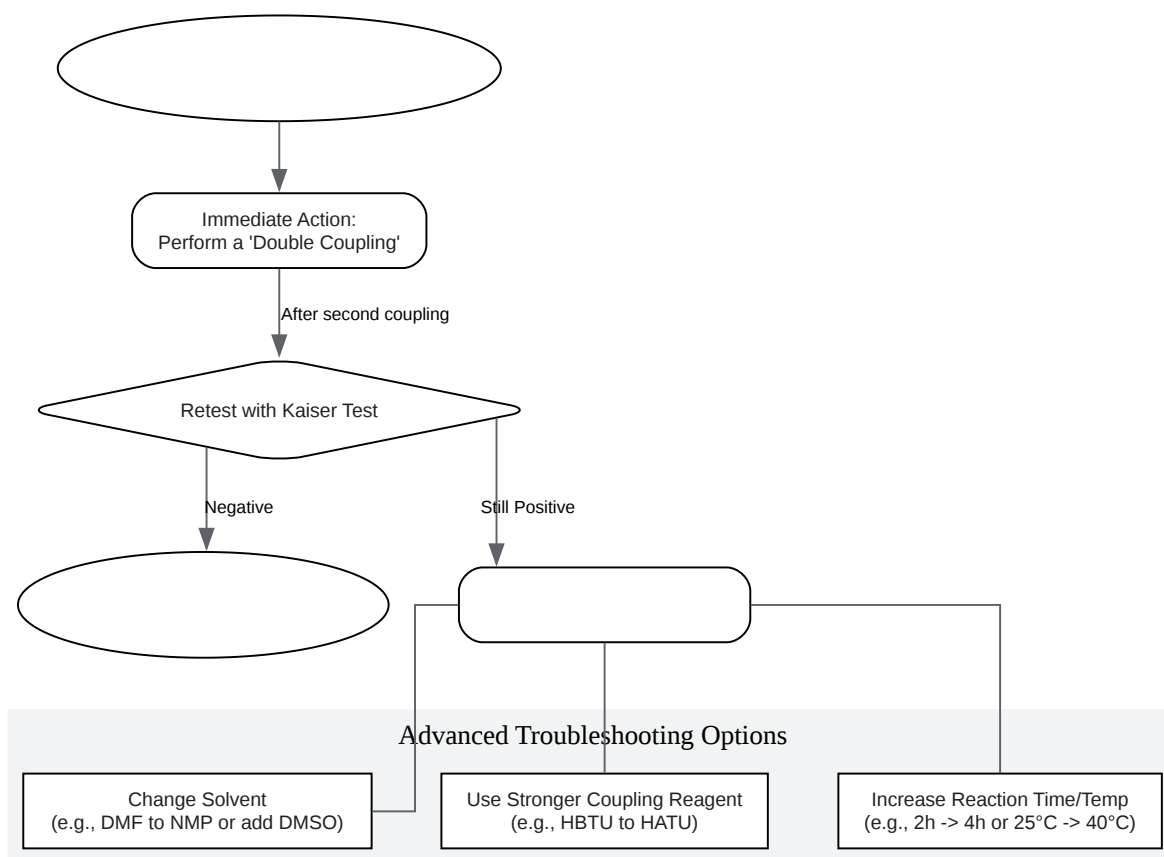 Immediate Action:
Perform a 'Double Coupling'
After second coupling
Retest with Kaiser Test
Negative
Still Positive
Advanced Troubleshooting Options
Change Solvent
(e.g., DMF to NMP or add DMSO)
Use Stronger Coupling Reagent
(e.g., HBTU to HATU)
Increase Reaction Time/Temp
(e.g., 2h -> 4h or 25°C -> 40°C)